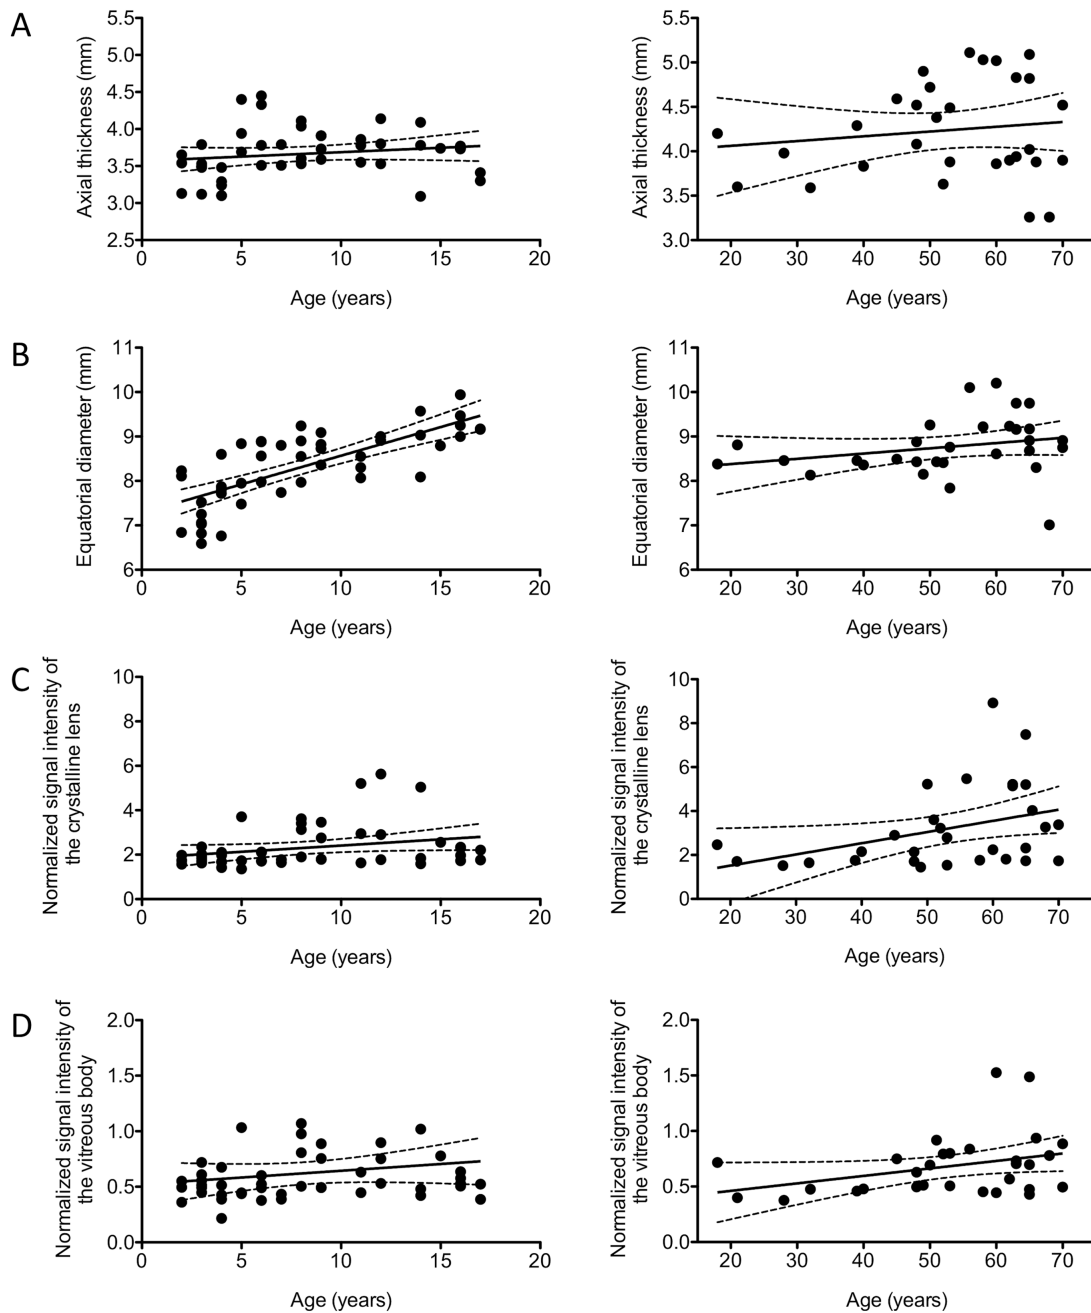 A
Axial thickness (mm)
5.5
5.0
4.5
4.0
3.5
3.0
2.5
0 5 10 15 20
Age (years)
Axial thickness (mm)
5.5
5.0
4.5
4.0
3.5
3.0
20 30 40 50 60 70
Age (years)
B
Equatorial diameter (mm)
11
10
9
8
7
6
0 5 10 15 20
Age (years)
Equatorial diameter (mm)
11
10
9
8
7
6
20 30 40 50 60 70
Age (years)
C
Normalized signal intensity of
the crystalline lens
10
8
6
4
2
0
0 5 10 15 20
Age (years)
Normalized signal intensity of
the crystalline lens
10
8
6
4
2
0
20 30 40 50 60 70
Age (years)
D
Normalized signal intensity of
the vitreous body
2.0
1.5
1.0
0.5
0.0
0 5 10 15 20
Age (years)
Normalized signal intensity of
the vitreous body
2.0
1.5
1.0
0.5
0.0
20 30 40 50 60 70
Age (years)